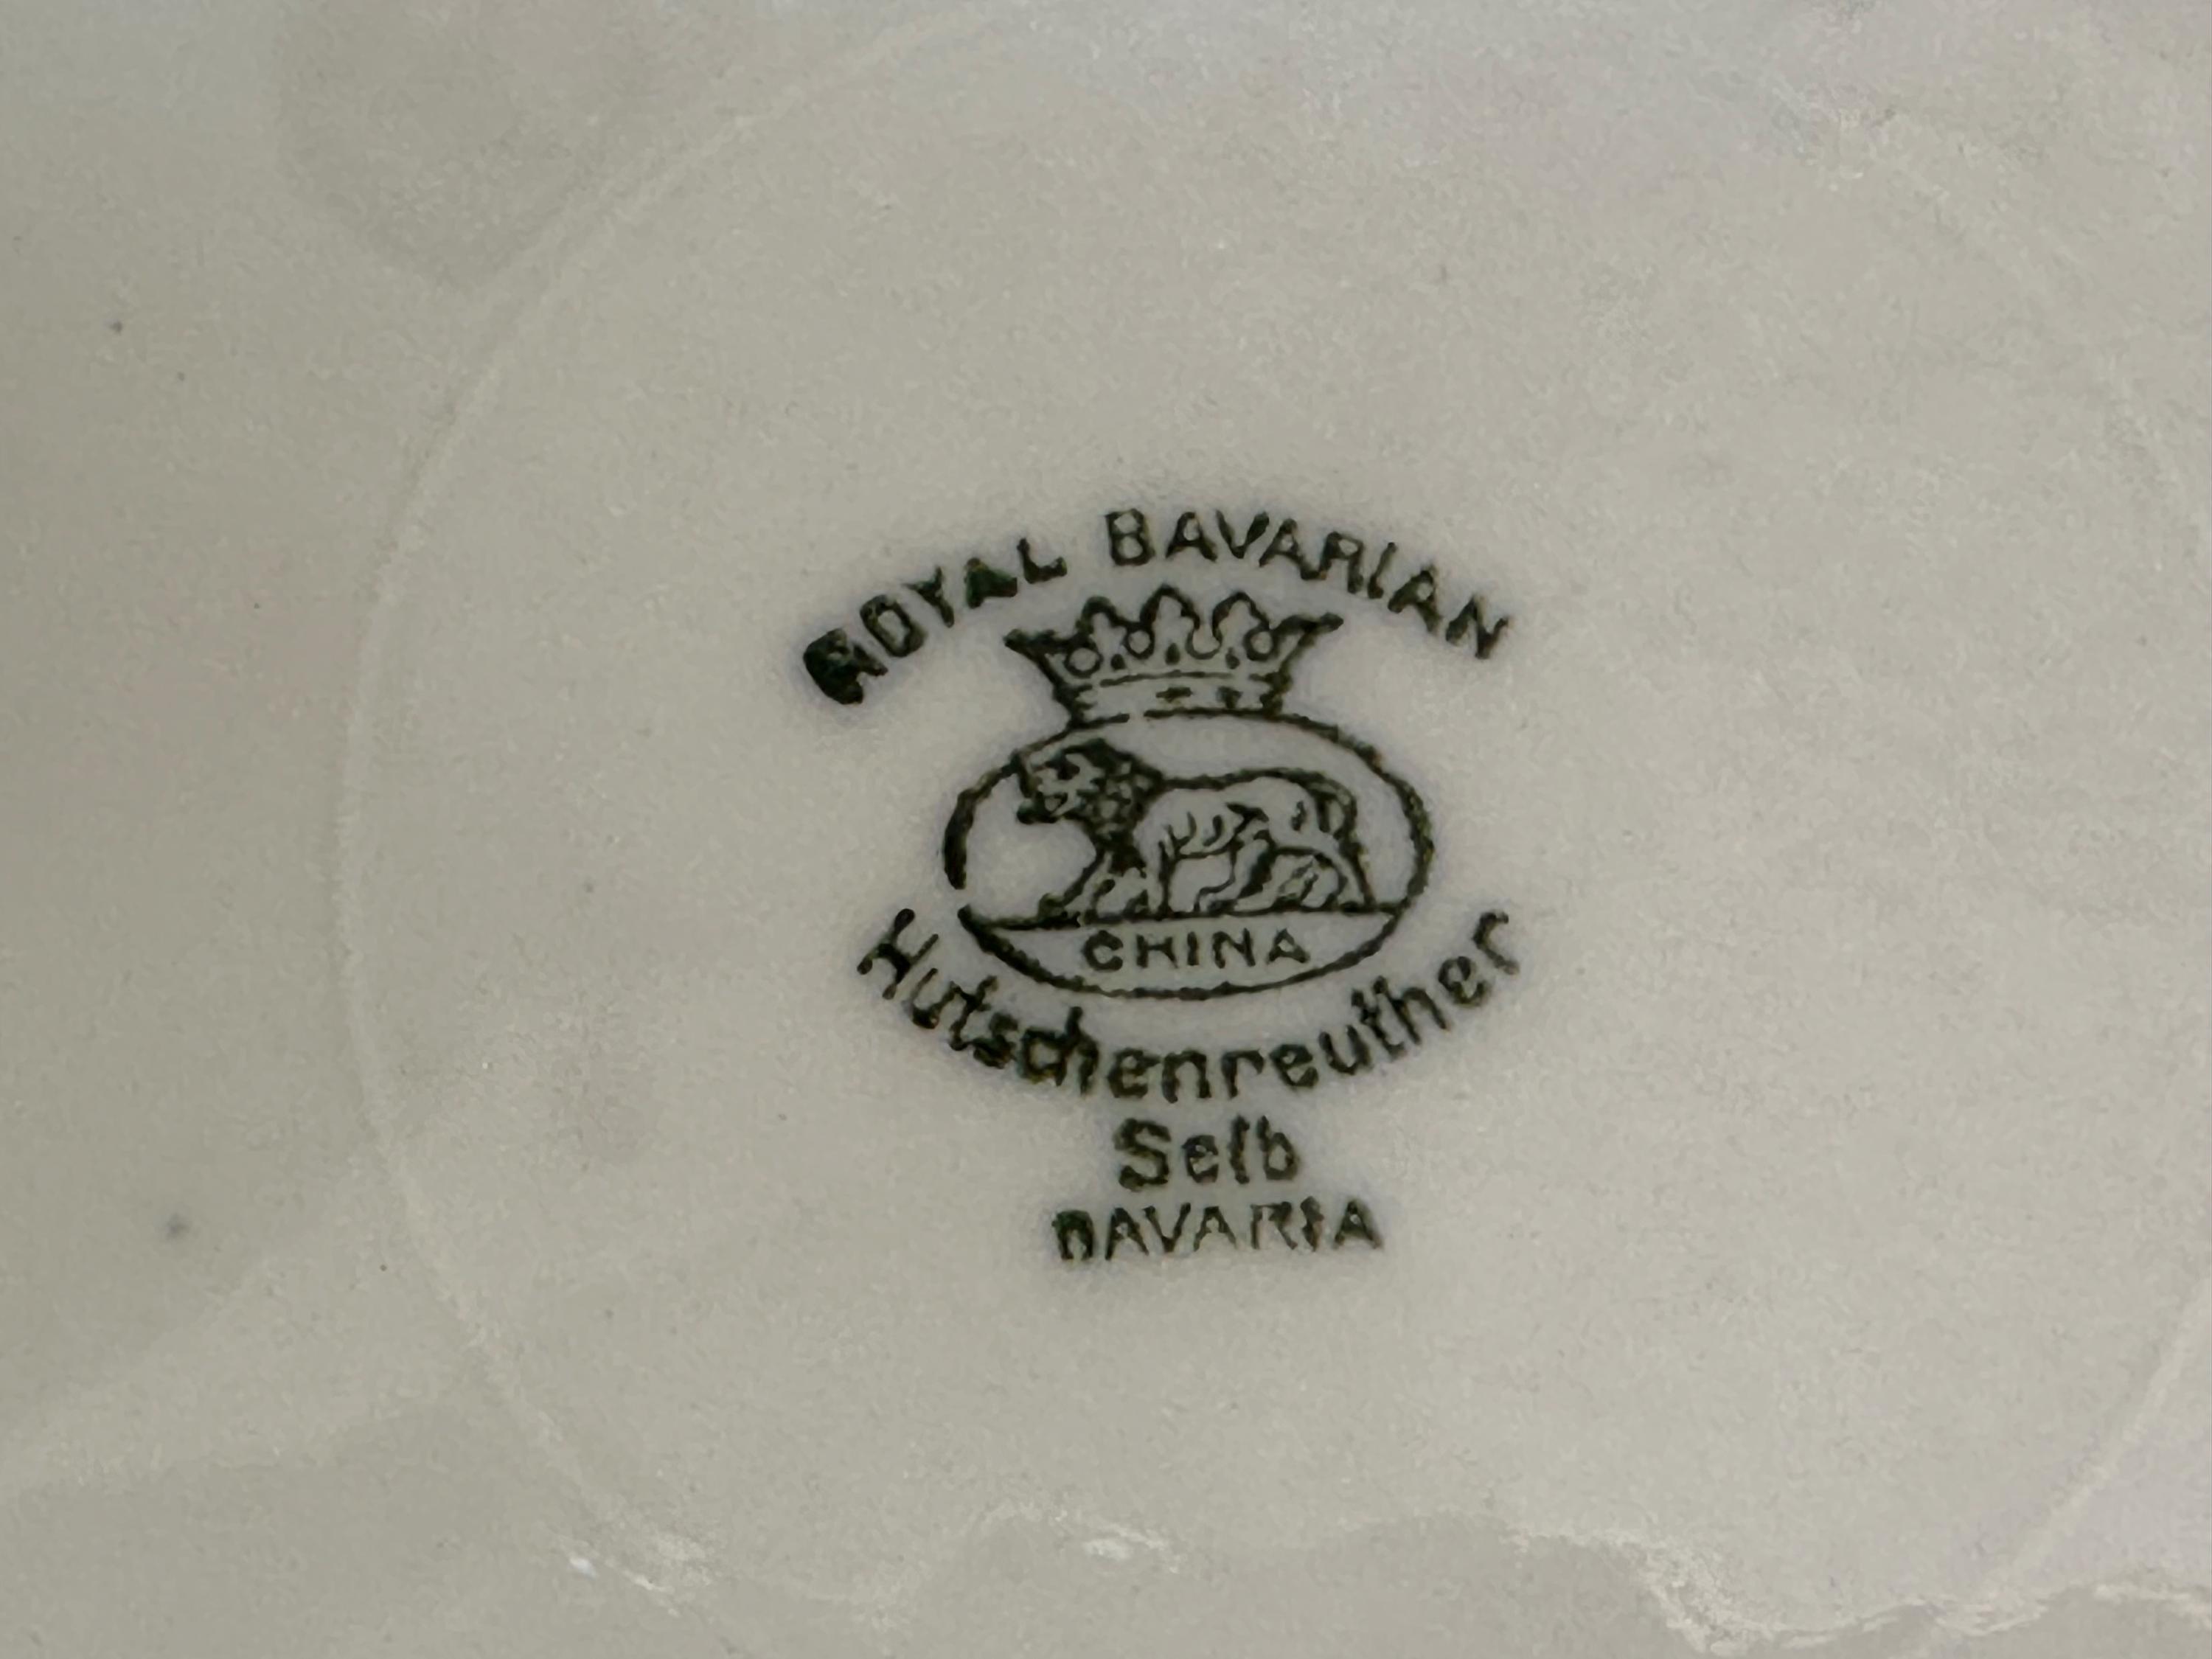 ROYAL BAVARIAN
CHINA
Hutschenreuther
Selb
BAVARIA